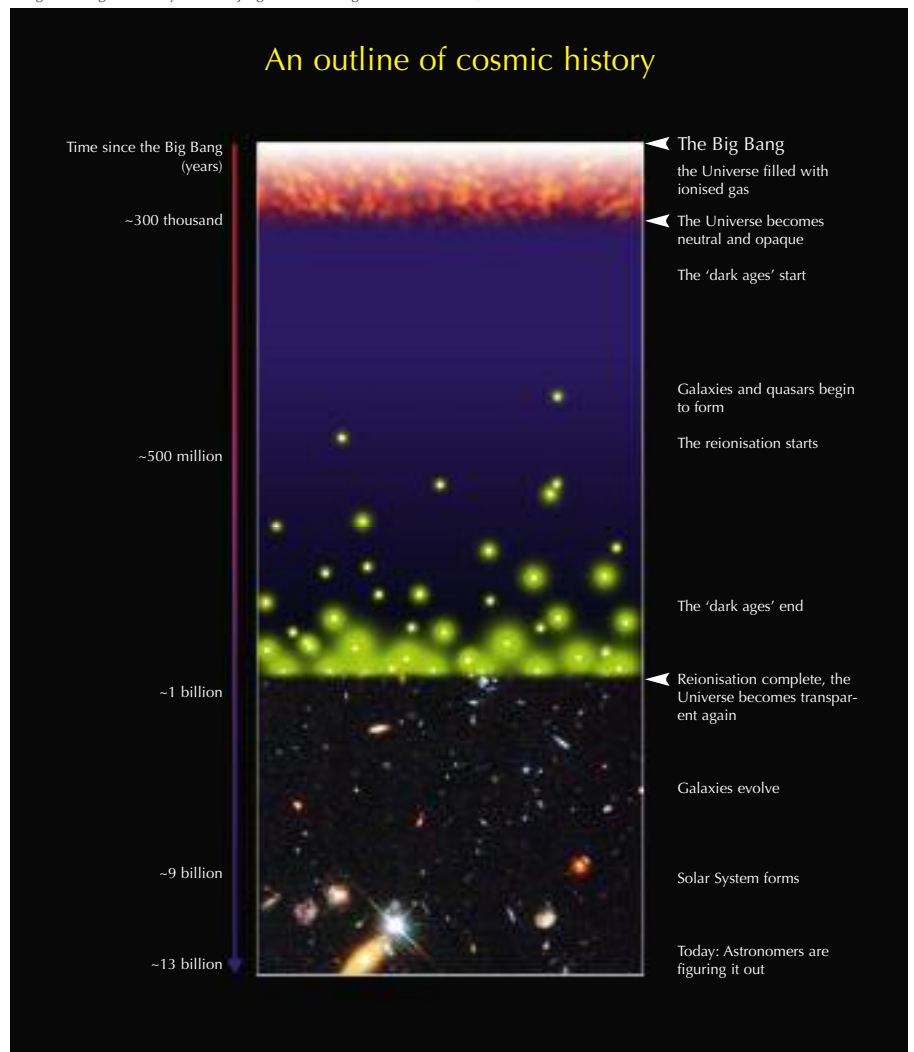 An outline of cosmic history
Time since the Big Bang
(years)
The Big Bang
the Universe filled with
ionised gas
~300 thousand
The Universe becomes
neutral and opaque
The ‘dark ages’ start
Galaxies and quasars begin
to form
The reionisation starts
~500 million
The ‘dark ages’ end
Reionisation complete, the
Universe becomes transpar-
ent again
~1 billion
Galaxies evolve
~9 billion
Solar System forms
Today: Astronomers are
figuring it out
~13 billion